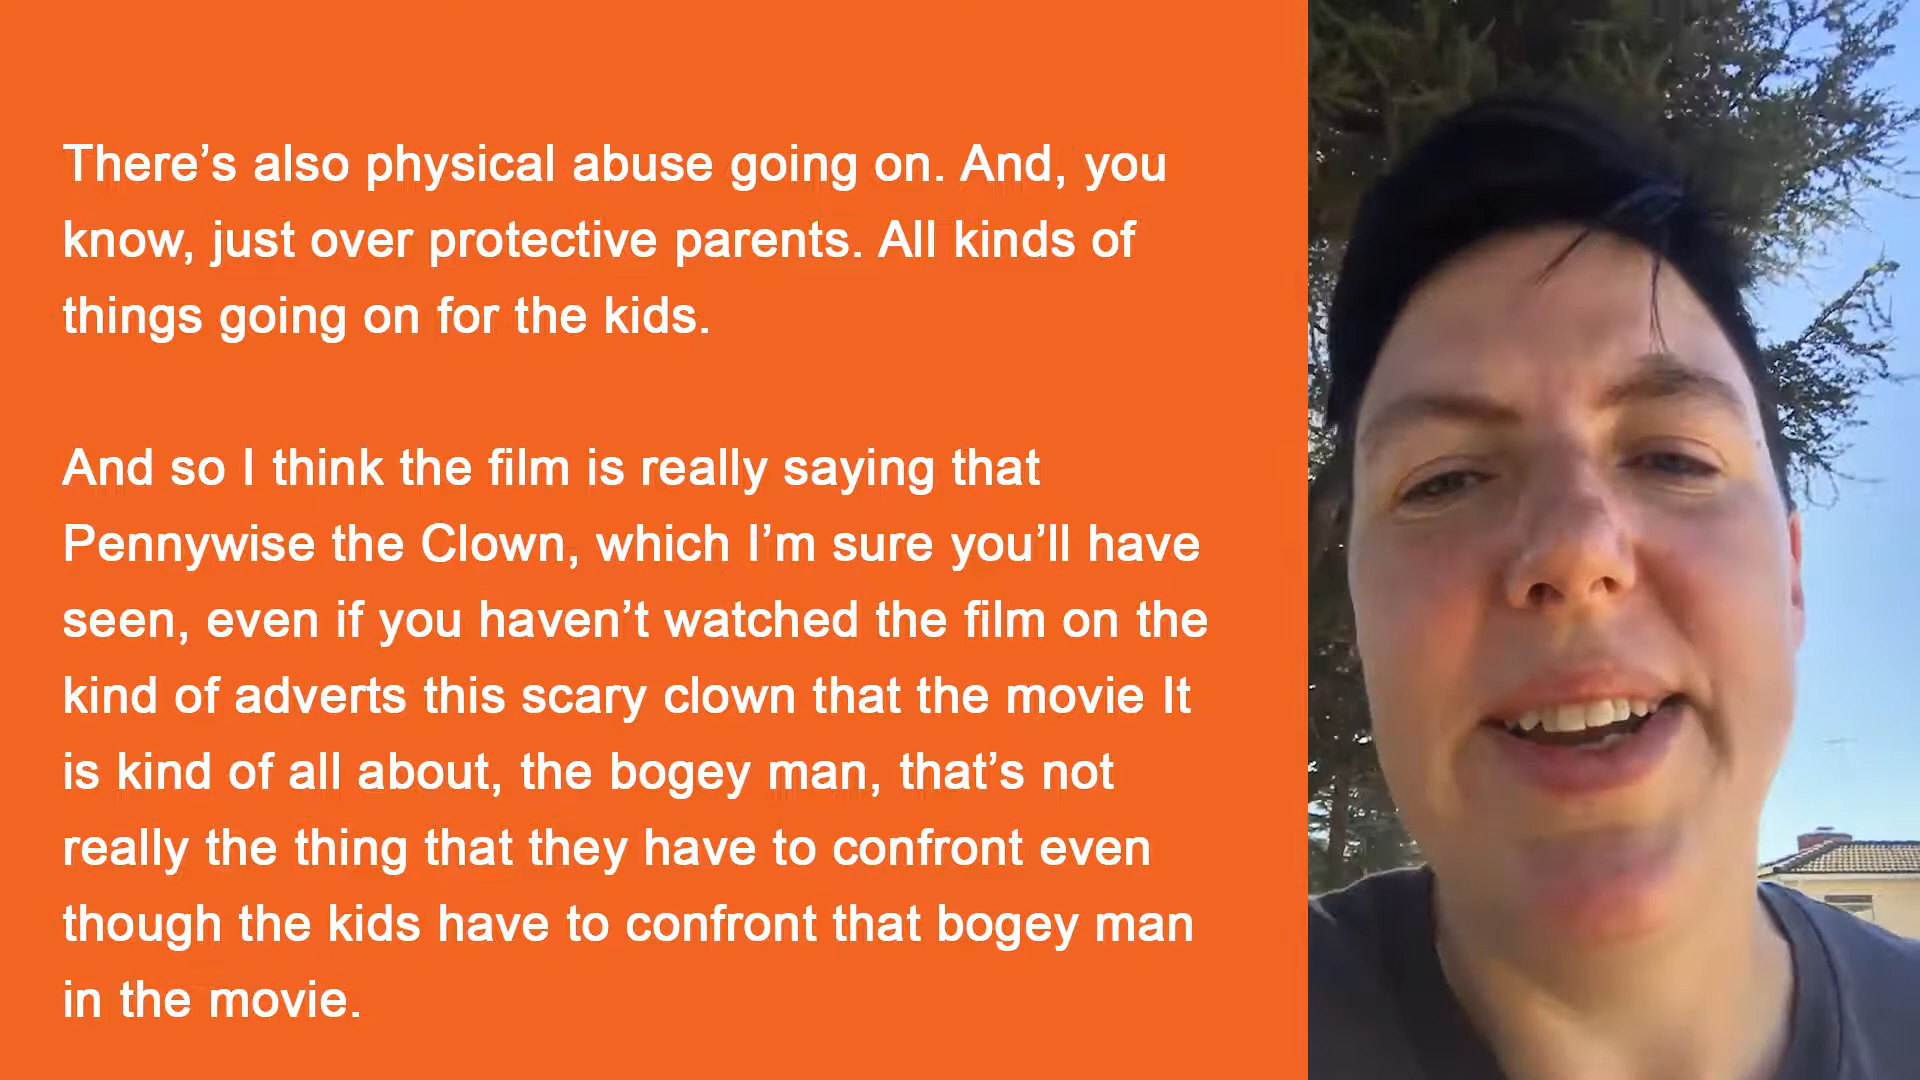 There’s also physical abuse going on. And, you
know, just over protective parents. All kinds of
things going on for the kids.
And so I think the film is really saying that
Pennywise the Clown, which I’m sure you’ll have
seen, even if you haven’t watched the film on the
kind of adverts this scary clown that the movie It
is kind of all about, the bogey man, that’s not
really the thing that they have to confront even
though the kids have to confront that bogey man
in the movie.